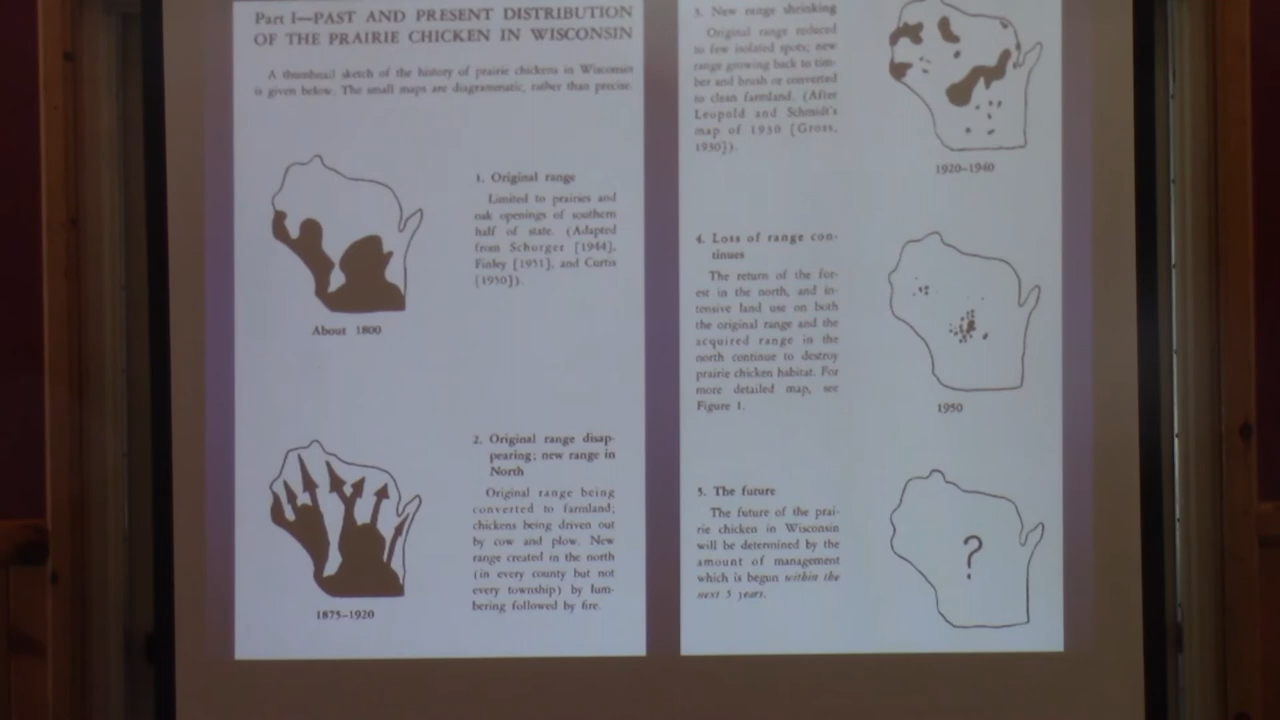 Part I—PAST AND PRESENT DISTRIBUTION
OF THE PRAIRIE CHICKEN IN WISCONSIN
A thumbnail sketch of the history of prairie chickens in Wisconsin
is given below. The small maps are diagrammatic, rather than precise.
1. Original range
Limited to prairies and
oak openings of southern
half of state. (Adapted
from Schorger [1944],
Finley [1951], and Curtis
[1950]).
About 1800
2. Original range disap-
pearing; new range in
North
Original range being
converted to farmland;
chickens being driven out
by cow and plow. New
range created in the north
(in every county but not
every township) by lum-
bering followed by fire.
1875–1920
3. New range shrinking
Original range reduced
to few isolated spots; new
range growing back to tim-
ber and brush or converted
to clean farmland. (After
Leopold and Schmidt's
map of 1930 [Gross,
1930]).
1920–1940
4. Loss of range con-
tinues
The return of the for-
est in the north, and in-
tensive land use on both
the original range and the
acquired range in the
north continue to destroy
prairie chicken habitat. For
more detailed map, see
Figure 1.
1950
5. The future
The future of the prai-
rie chicken in Wisconsin
will be determined by the
amount of management
which is begun within the
next 5 years.
?